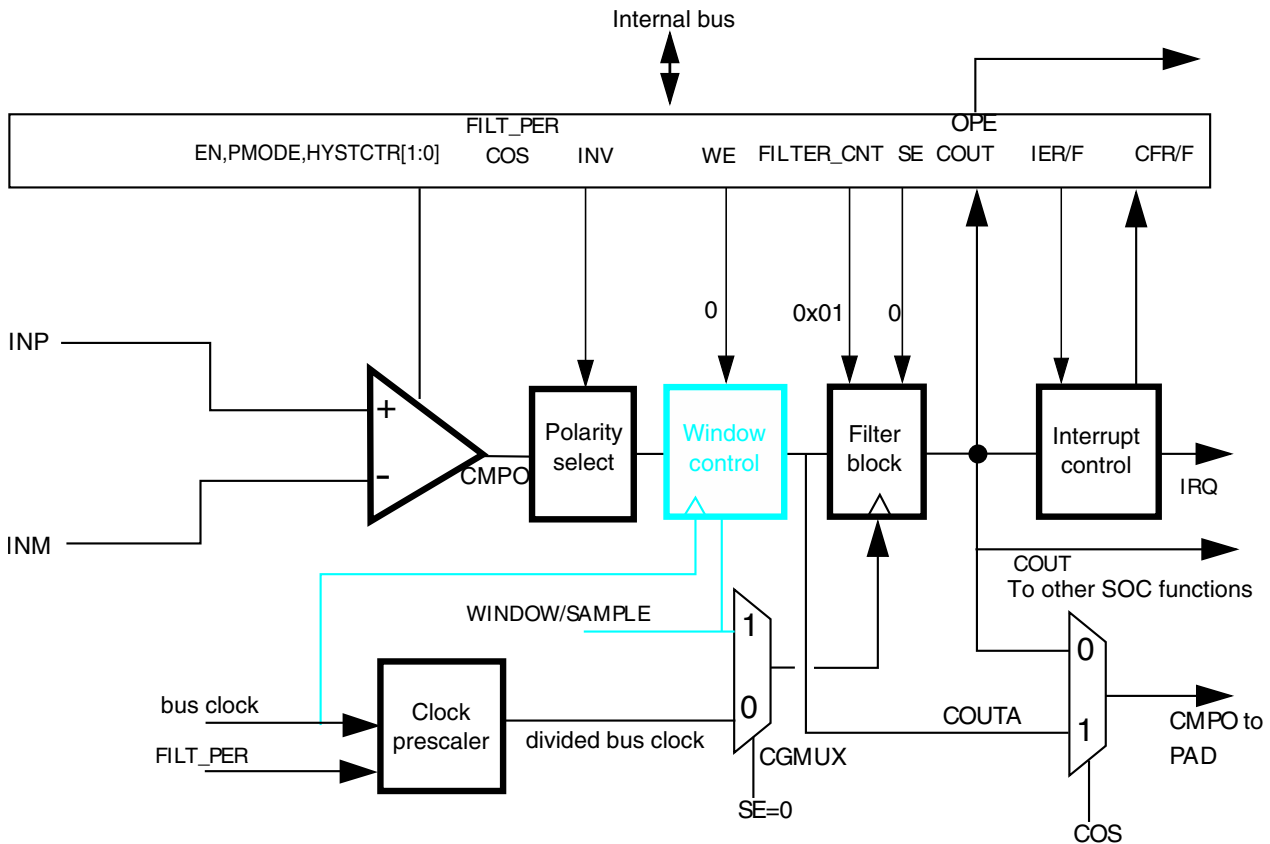 Internal bus
FILT_PER
OPE
EN,PMODE,HYSTCTR[1:0]
COS
INV
WE
FILTER_CNT
SE
COUT
IER/F
CFR/F
0
0x01
0
INP
+
-
CMPO
Polarity
select
Window
control
Filter
block
Interrupt
control
IRQ
INM
COUT
To other SOC functions
WINDOW/SAMPLE
1
0
0
1
bus clock
FILT_PER
Clock
prescaler
divided bus clock
CGMUX
SE=0
COUTA
CMPO to
PAD
COS